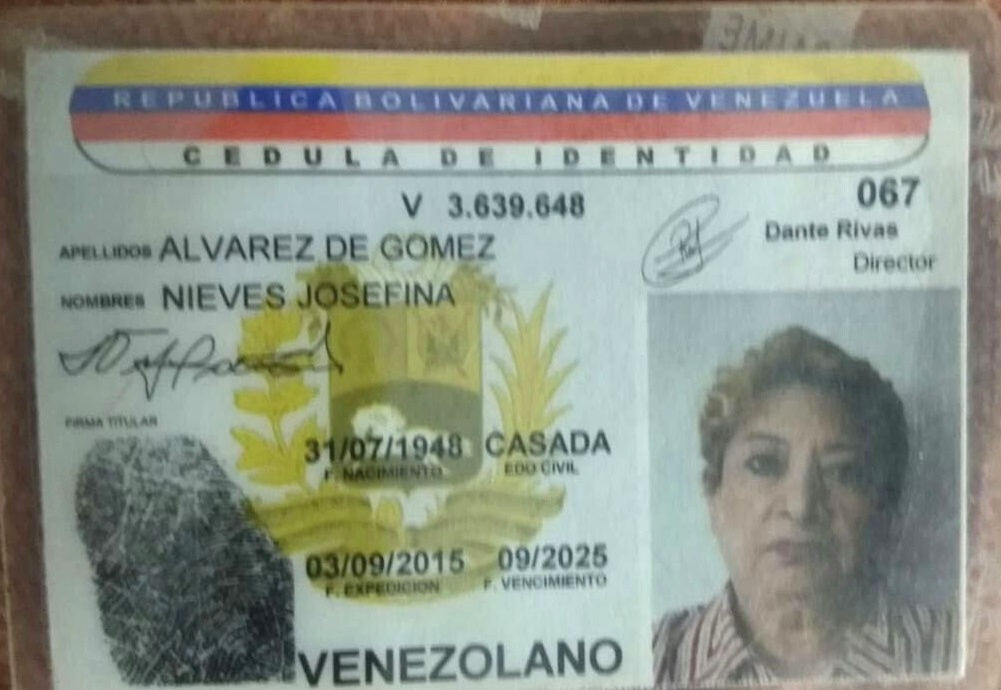 REPUBLICA BOLIVARIANA DE VENEZUELA
CEDULA DE IDENTIDAD
V 3.639.648
067
Dante Rivas
Director
APELLIDOS ALVAREZ DE GOMEZ
NOMBRES NIEVES JOSEFINA
FIRMA TITULAR
31/07/1948 CASADA
F. NACIMIENTO EDO CIVIL
03/09/2015 09/2025
F. EXPEDICION F. VENCIMIENTO
VENEZOLANO